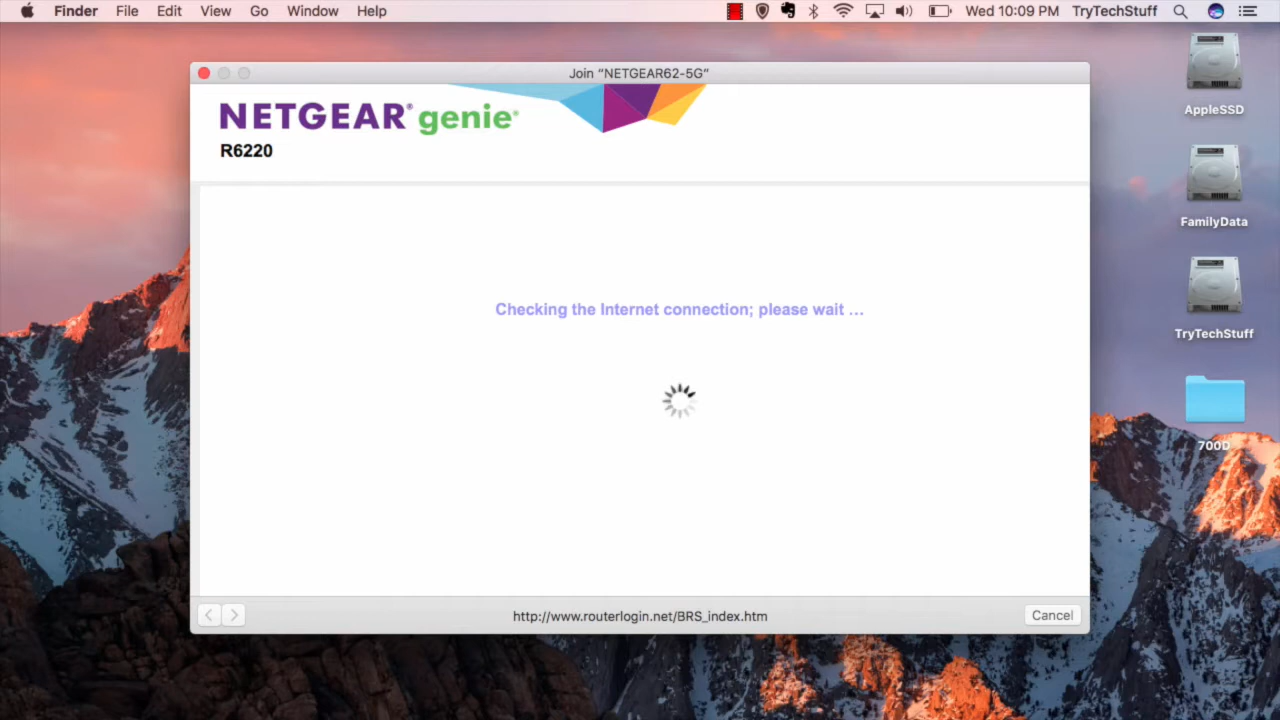 Finder File Edit View Go Window Help Wed 10:09 PM TryTechStuff
Join “NETGEAR62-5G”
NETGEAR® genie®
R6220
Checking the Internet connection; please wait ...
http://www.routerlogin.net/BRS_index.htm
Cancel
AppleSSD
FamilyData
TryTechStuff
700D